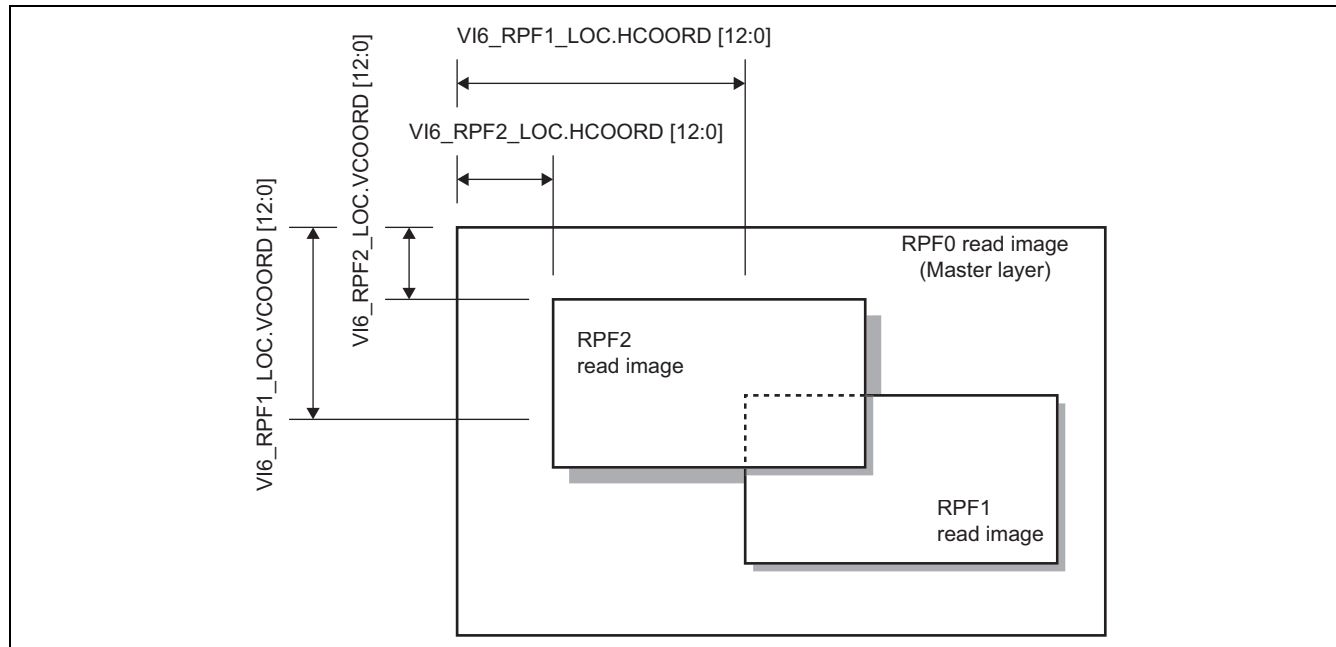 VI6_RPF1_LOC.HCOORD [12:0]
VI6_RPF2_LOC.HCOORD [12:0]
VI6_RPF1_LOC.VCOORD [12:0]
VI6_RPF2_LOC.VCOORD [12:0]
RPF0 read image
(Master layer)
RPF2
read image
RPF1
read image